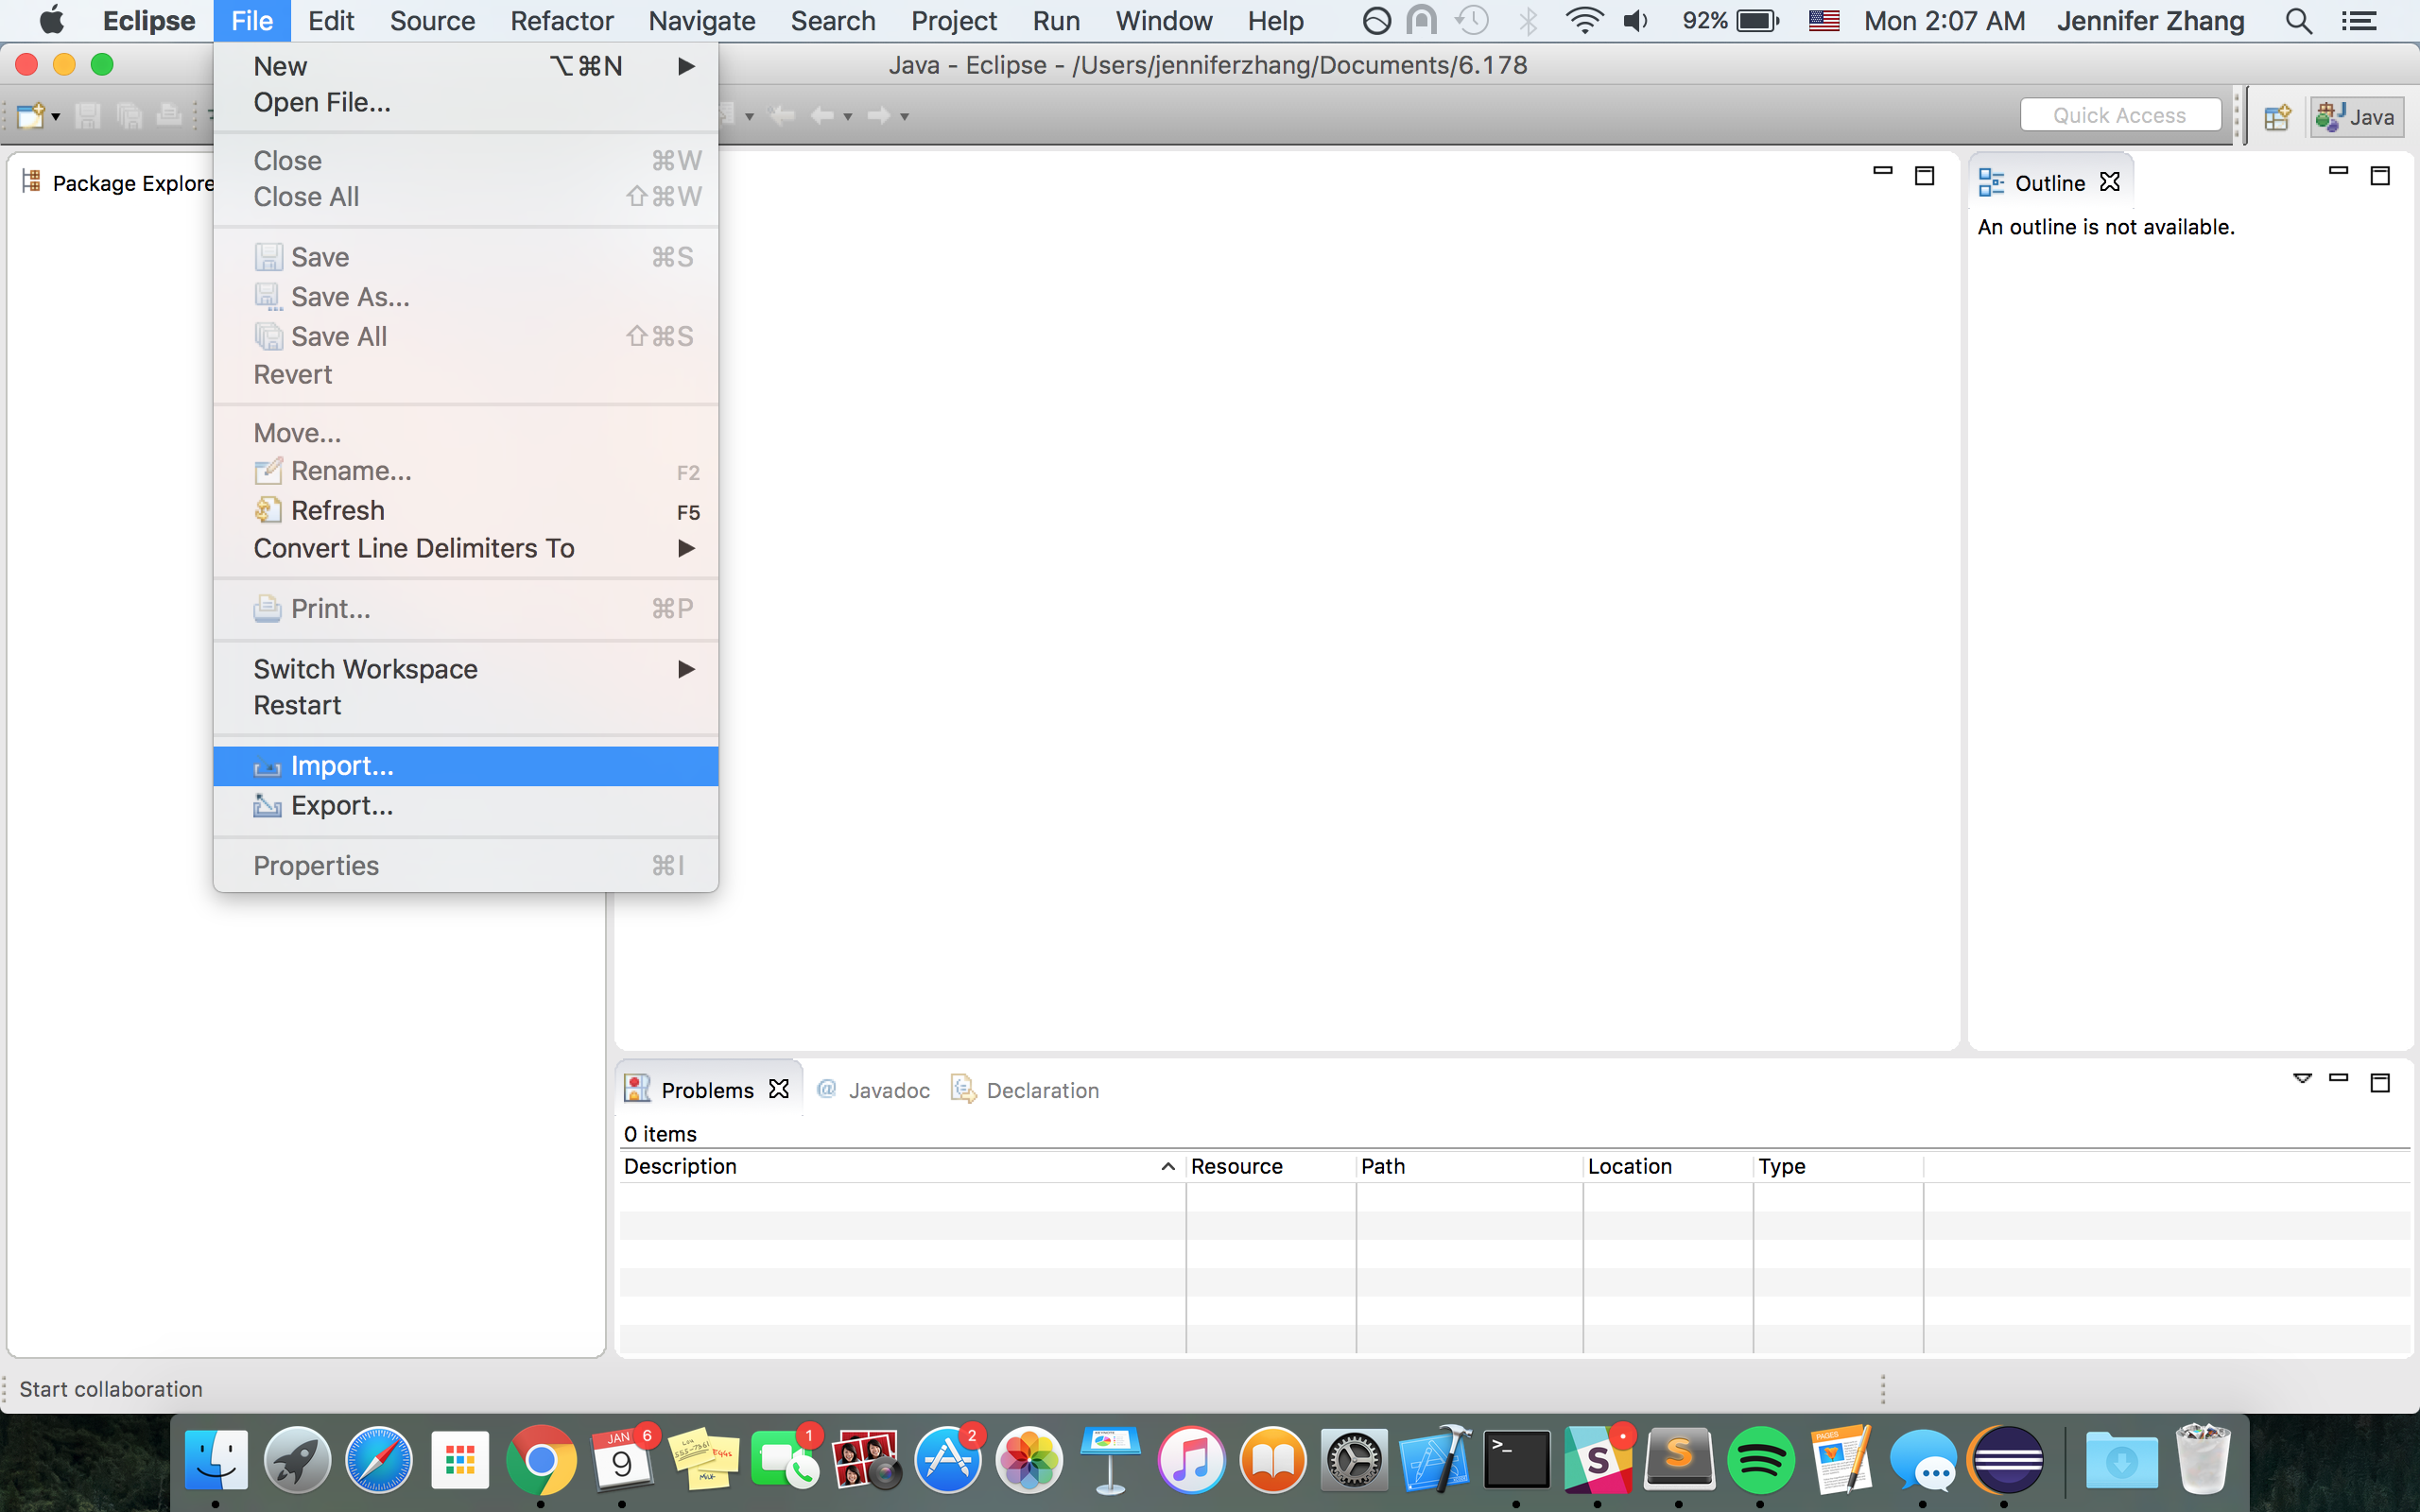 Eclipse File Edit Source Refactor Navigate Search Project Run Window Help 92% Mon 2:07 AM Jennifer Zhang
Java - Eclipse - /Users/jenniferzhang/Documents/6.178
New ⌥⌘N ▶
Open File...
Close ⌘W
Close All ⇧⌘W
Save ⌘S
Save As...
Save All ⇧⌘S
Revert
Move...
Rename... F2
Refresh F5
Convert Line Delimiters To ▶
Print... ⌘P
Switch Workspace ▶
Restart
Import...
Export...
Properties ⌘I
Quick Access
Java
Package Explore
Outline
An outline is not available.
Problems @ Javadoc Declaration
0 items
Description Resource Path Location Type
Start collaboration
JAN 6
9
EGGS
Milk
1
2
>_
S
S
PAGES